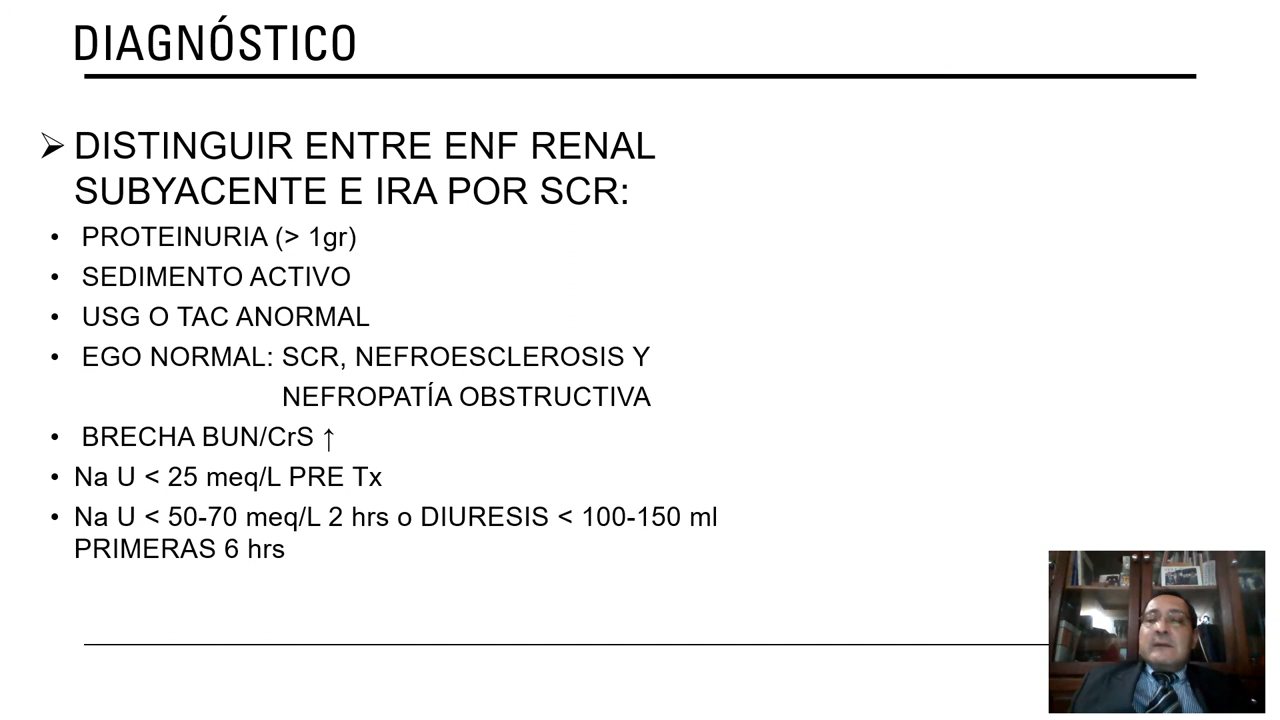 DIAGNÓSTICO
➢ DISTINGUIR ENTRE ENF RENAL
SUBYACENTE E IRA POR SCR:
• PROTEINURIA (> 1gr)
• SEDIMENTO ACTIVO
• USG O TAC ANORMAL
• EGO NORMAL: SCR, NEFROESCLEROSIS Y
NEFROPATÍA OBSTRUCTIVA
• BRECHA BUN/CrS ↑
• Na U < 25 meq/L PRE Tx
• Na U < 50-70 meq/L 2 hrs o DIURESIS < 100-150 ml
PRIMERAS 6 hrs